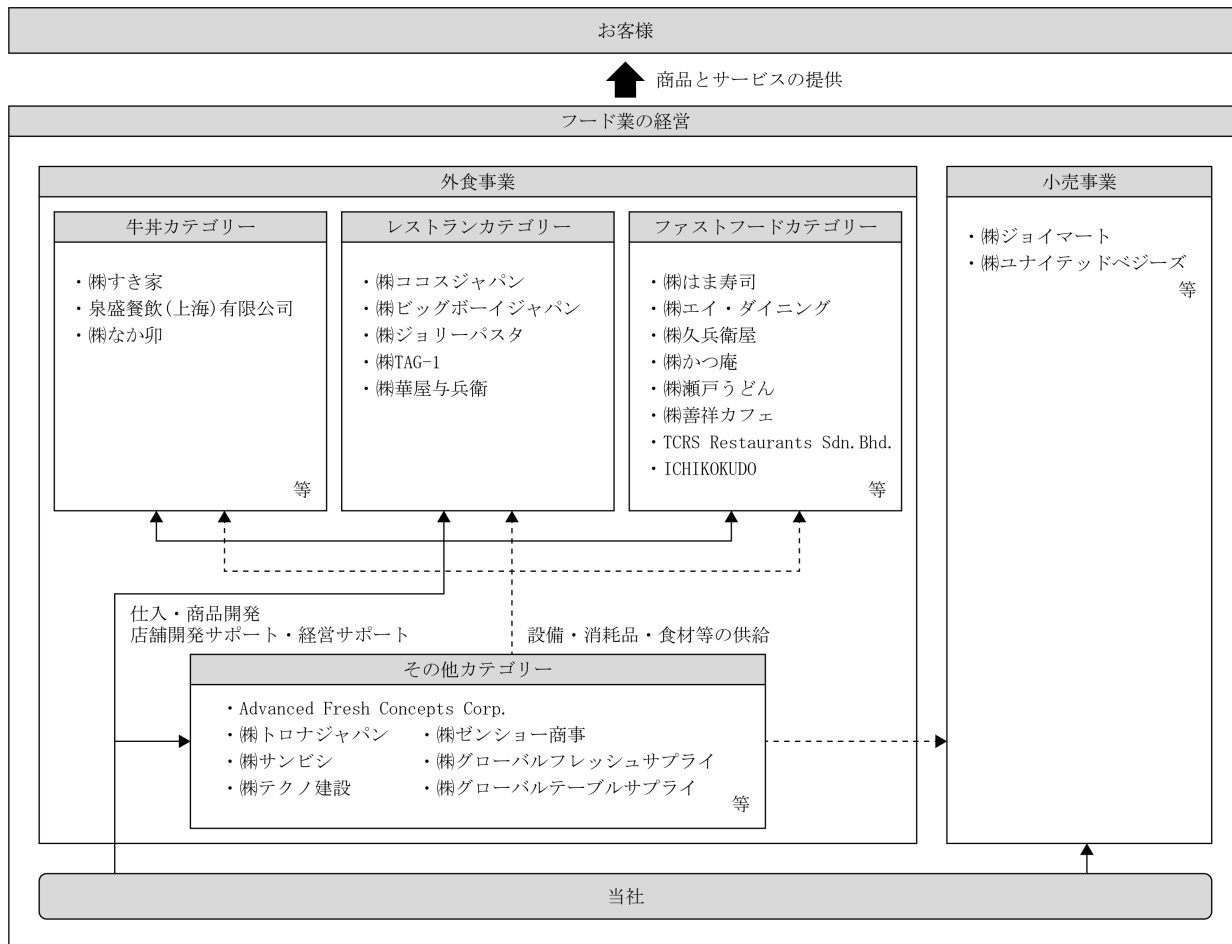 お客様
商品とサービスの提供
フード業の経営
外食事業
牛丼カテゴリー
・㈱すき家
・泉盛餐飲(上海)有限公司
・㈱なか卯
等
レストランカテゴリー
・㈱ココスジャパン
・㈱ビッグボーイジャパン
・㈱ジョリーパスタ
・㈱TAG-1
・㈱華屋与兵衛
ファストフードカテゴリー
・㈱はま寿司
・㈱エイ・ダイニング
・㈱久兵衛屋
・㈱かつ庵
・㈱瀬戸うどん
・㈱善祥カフェ
・TCRS Restaurants Sdn.Bhd.
・ICHIKOKUDO
等
小売事業
・㈱ジョイマート
・㈱ユナイテッドベジーズ
等
仕入・商品開発
店舗開発サポート・経営サポート
設備・消耗品・食材等の供給
その他カテゴリー
・Advanced Fresh Concepts Corp.
・㈱トロナジャパン ・㈱ゼンショー商事
・㈱サンビシ ・㈱グローバルフレッシュサプライ
・㈱テクノ建設 ・㈱グローバルテーブルサプライ
等
当社